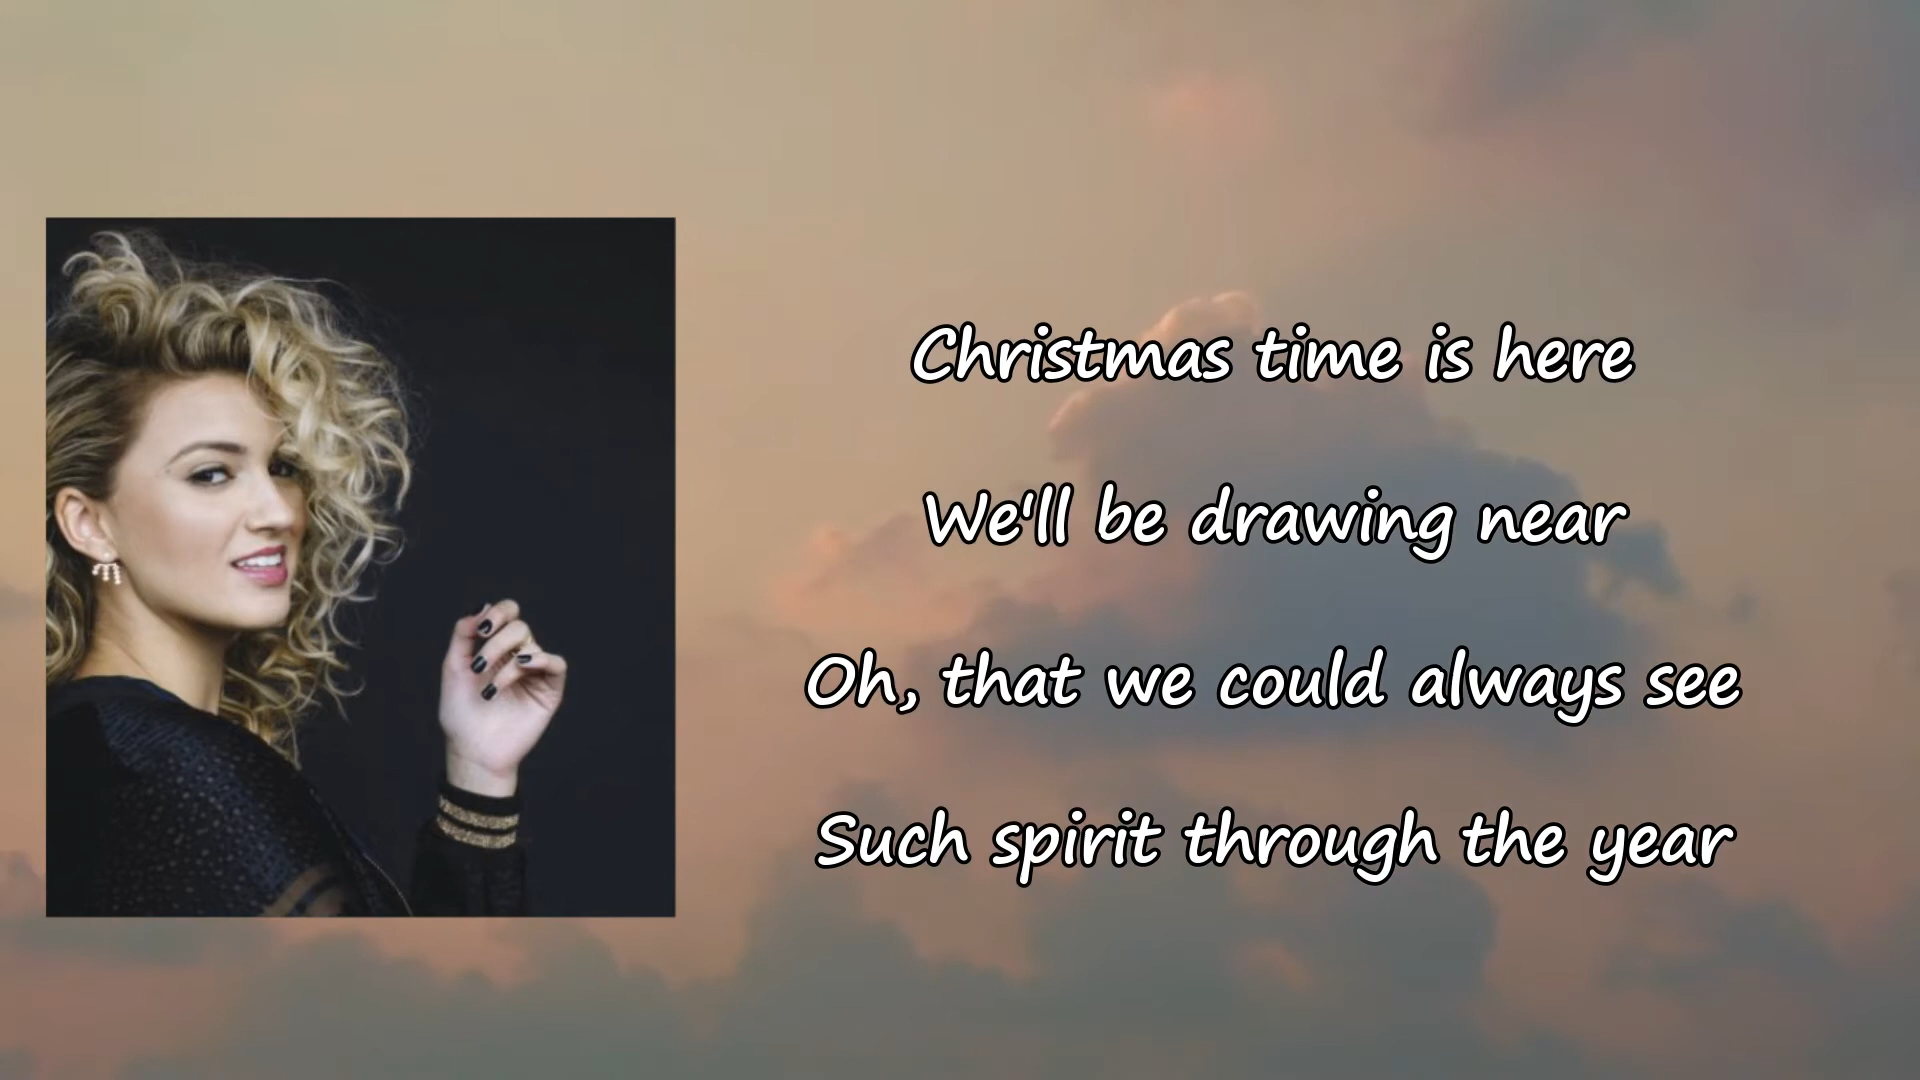 Christmas time is here
We'll be drawing near
Oh, that we could always see
Such spirit through the year